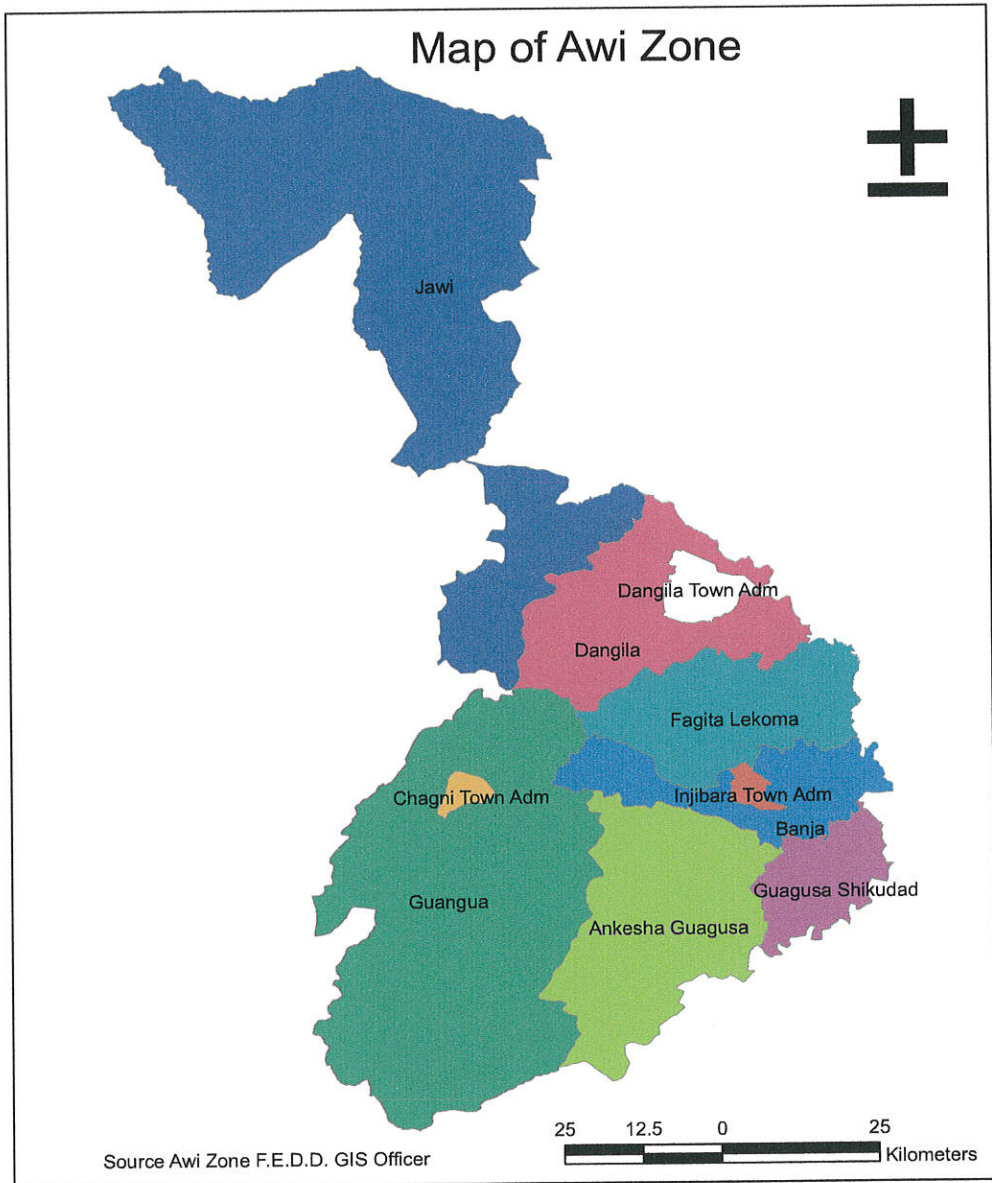 Map of Awi Zone
Jawi
Dangila Town Adm
Dangila
Fagita Lekoma
Chagni Town Adm
Injibara Town Adm
Banja
Guagusa Shikudad
Guangua
Ankesha Guagusa
25 12.5 0 25
Kilometers
Source Awi Zone F.E.D.D. GIS Officer